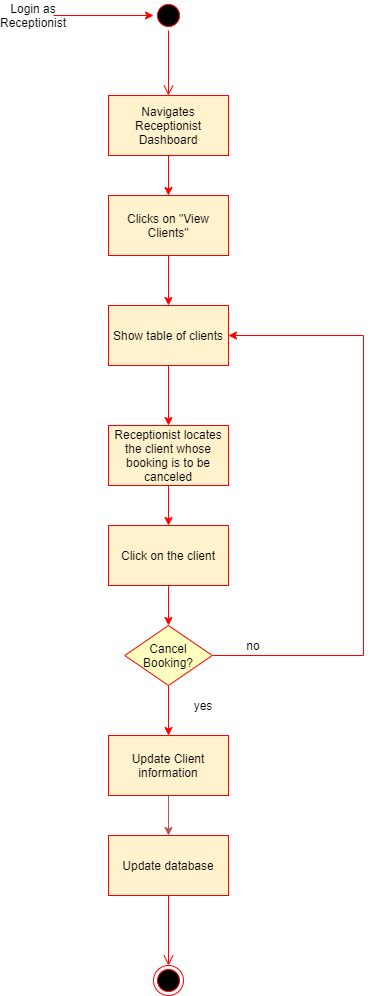 Login as
Receptionist
Navigates
Receptionist
Dashboard
Clicks on "View
Clients"
Show table of clients
Receptionist locates
the client whose
booking is to be
canceled
Click on the client
Cancel
Booking?
no
yes
Update Client
information
Update database